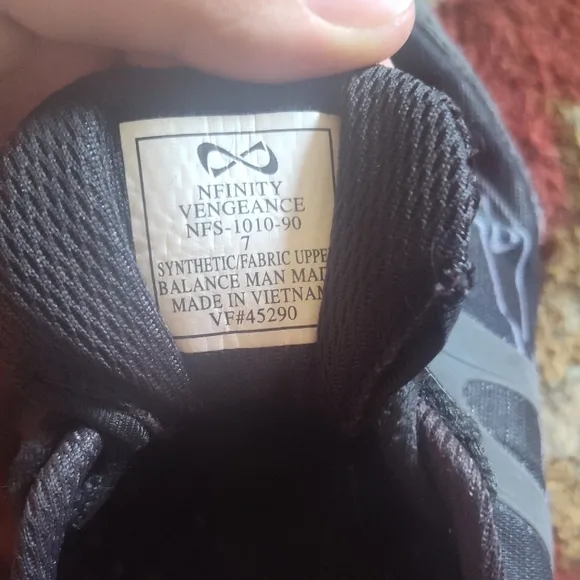 NFINITY
VENGEANCE
NFS-1010-90
7
SYNTHETIC/FABRIC UPPE
BALANCE MAN MAD
MADE IN VIETNAM
VF#45290